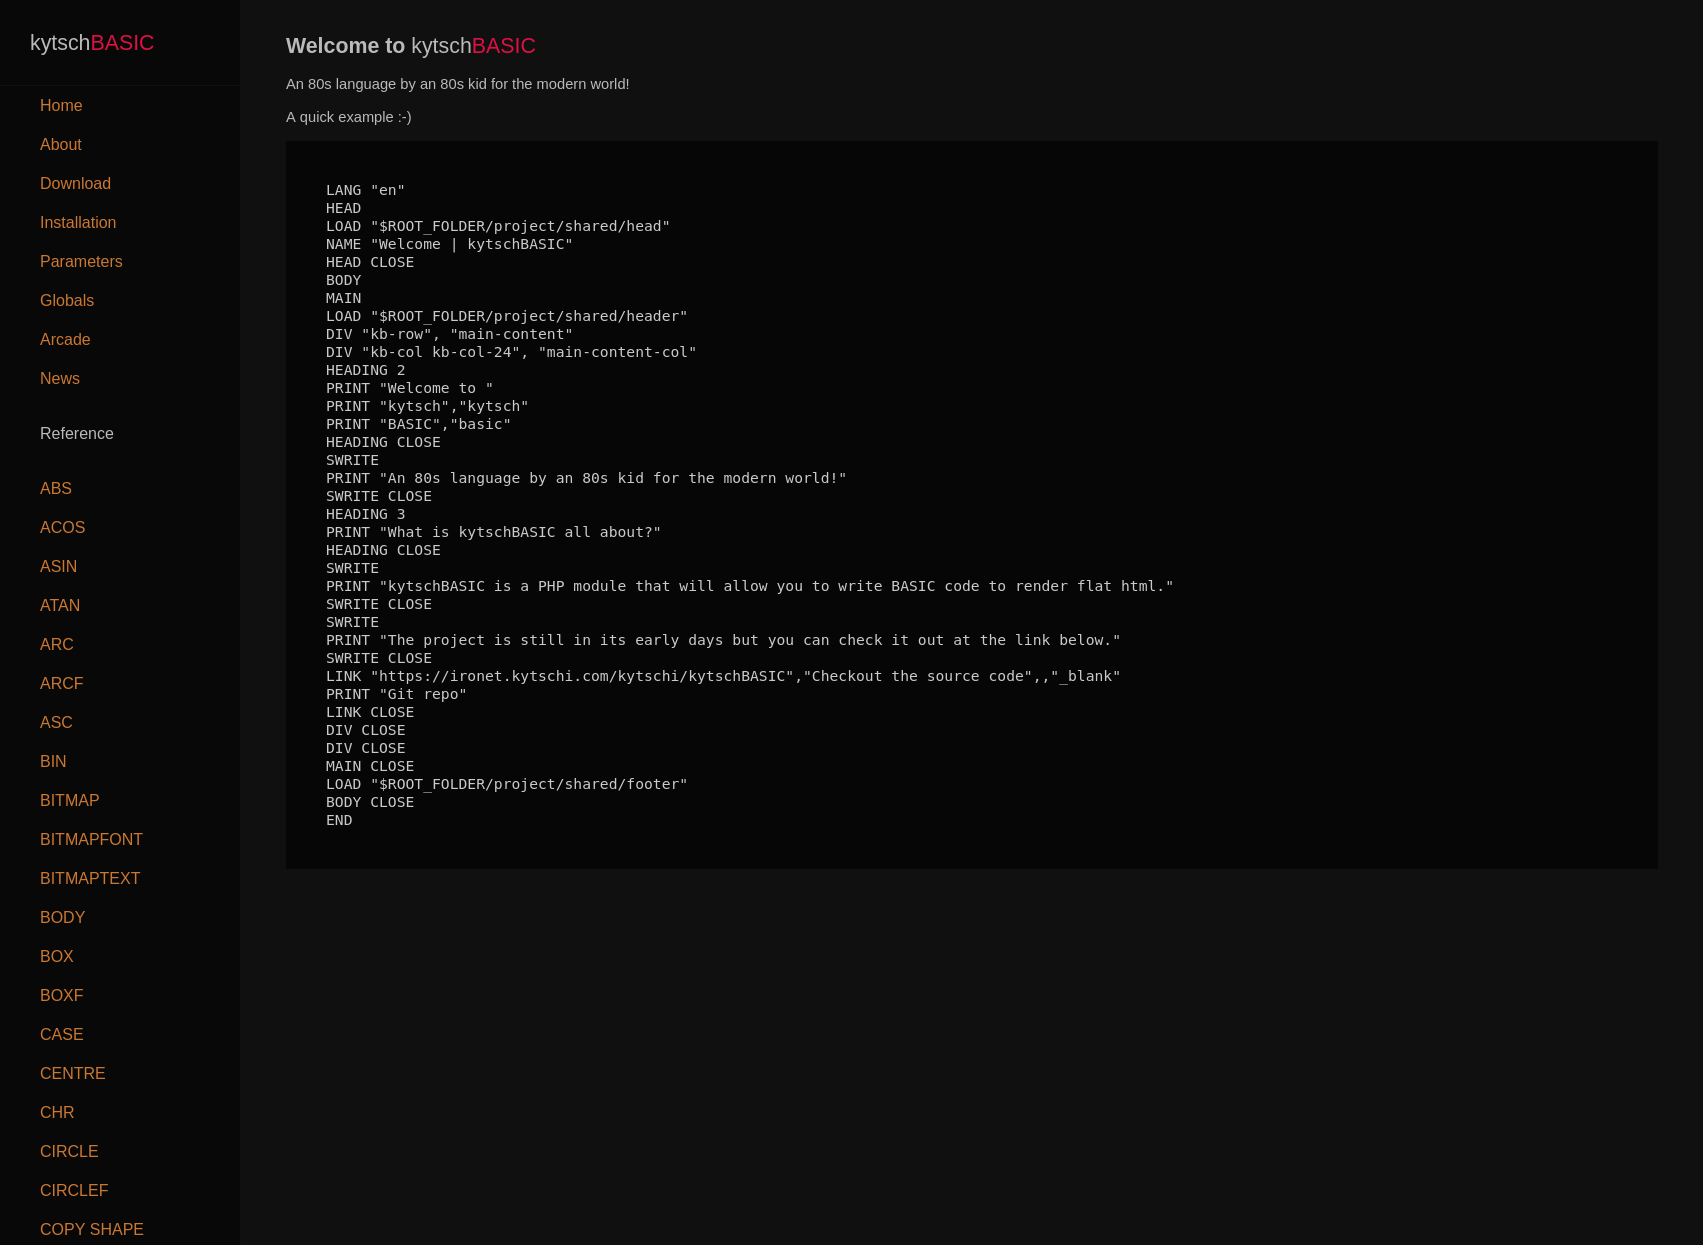 kytschBASIC
Home
About
Download
Installation
Parameters
Globals
Arcade
News
Reference
ABS
ACOS
ASIN
ATAN
ARC
ARCF
ASC
BIN
BITMAP
BITMAPFONT
BITMAPTEXT
BODY
BOX
BOXF
CASE
CENTRE
CHR
CIRCLE
CIRCLEF
COPY SHAPE
Welcome to kytschBASIC
An 80s language by an 80s kid for the modern world!
A quick example :-)
LANG "en"
HEAD
LOAD "$ROOT_FOLDER/project/shared/head"
NAME "Welcome | kytschBASIC"
HEAD CLOSE
BODY
MAIN
LOAD "$ROOT_FOLDER/project/shared/header"
DIV "kb-row", "main-content"
DIV "kb-col kb-col-24", "main-content-col"
HEADING 2
PRINT "Welcome to "
PRINT "kytsch","kytsch"
PRINT "BASIC","basic"
HEADING CLOSE
SWRITE
PRINT "An 80s language by an 80s kid for the modern world!"
SWRITE CLOSE
HEADING 3
PRINT "What is kytschBASIC all about?"
HEADING CLOSE
SWRITE
PRINT "kytschBASIC is a PHP module that will allow you to write BASIC code to render flat html."
SWRITE CLOSE
SWRITE
PRINT "The project is still in its early days but you can check it out at the link below."
SWRITE CLOSE
LINK "https://ironet.kytschi.com/kytschi/kytschBASIC","Checkout the source code",,"_blank"
PRINT "Git repo"
LINK CLOSE
DIV CLOSE
DIV CLOSE
MAIN CLOSE
LOAD "$ROOT_FOLDER/project/shared/footer"
BODY CLOSE
END